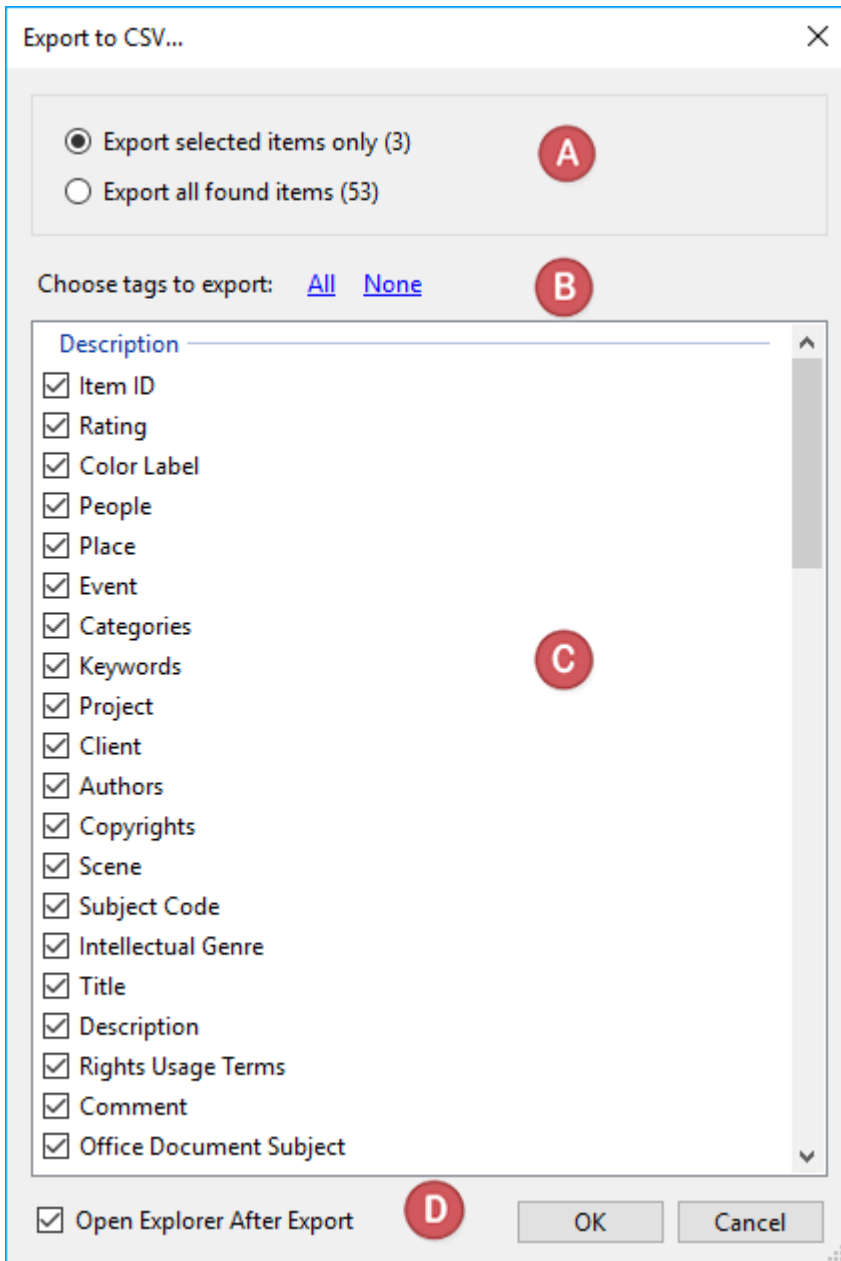 Export to CSV...
Export selected items only (3)
A
Export all found items (53)
Choose tags to export: All None
B
Description
Item ID
Rating
Color Label
People
Place
Event
Categories
C
Keywords
Project
Client
Authors
Copyrights
Scene
Subject Code
Intellectual Genre
Title
Description
Rights Usage Terms
Comment
Office Document Subject
Open Explorer After Export
D
OK
Cancel